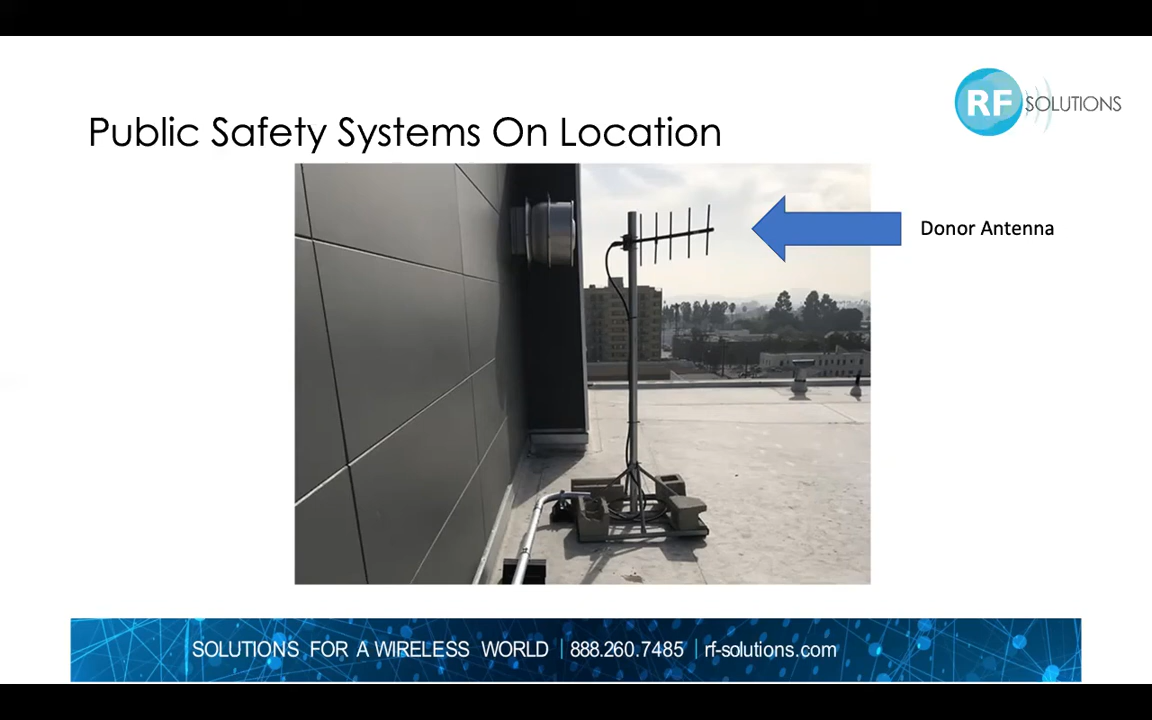 RF SOLUTIONS
Public Safety Systems On Location
Donor Antenna
SOLUTIONS FOR A WIRELESS WORLD | 888.260.7485 | rf-solutions.com